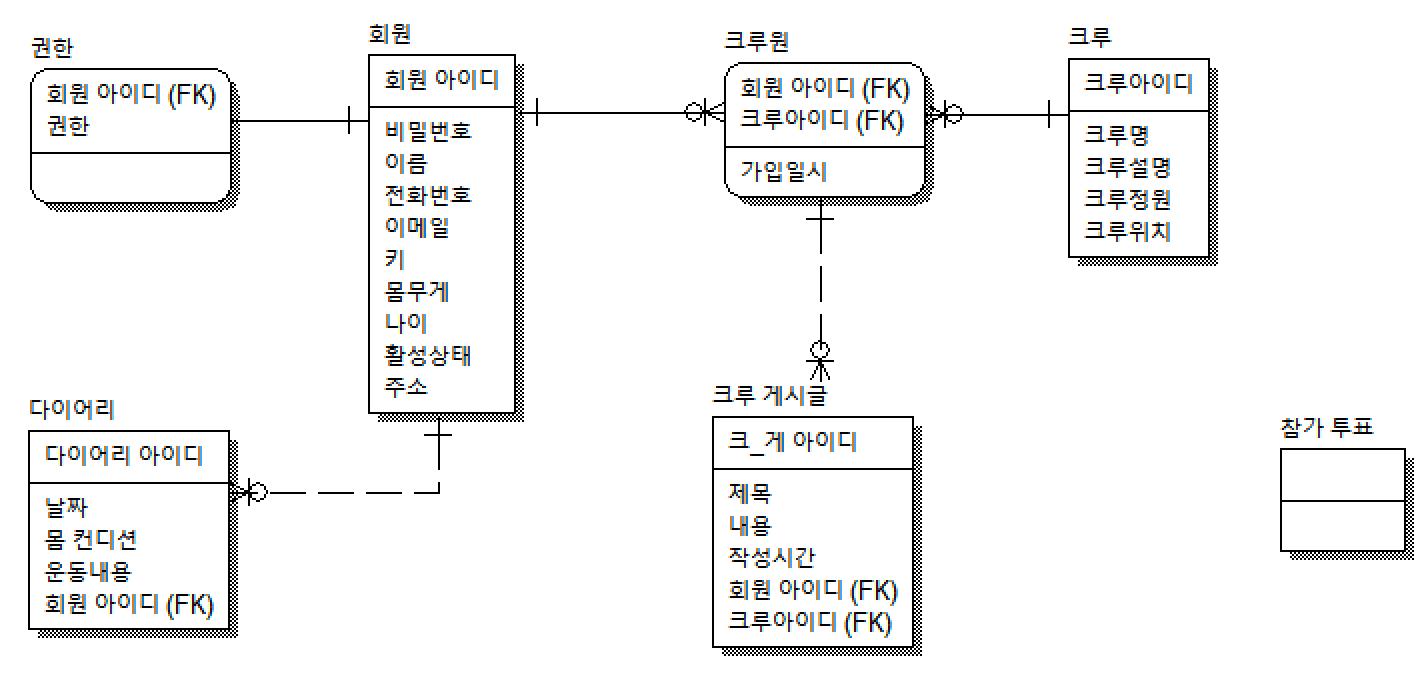 권한
회원 아이디 (FK)
권한
회원
회원 아이디
비밀번호
이름
전화번호
이메일
키
몸무게
나이
활성상태
주소
크루원
회원 아이디 (FK)
크루아이디 (FK)
가입일시
크루
크루아이디
크루명
크루설명
크루정원
크루위치
다이어리
다이어리 아이디
날짜
몸 컨디션
운동내용
회원 아이디 (FK)
크루 게시글
크_게 아이디
제목
내용
작성시간
회원 아이디 (FK)
크루아이디 (FK)
참가 투표